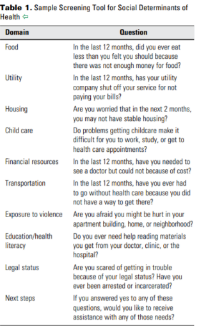 Table 1. Sample Screening Tool for Social Determinants of
Health
Domain Question
Food In the last 12 months, did you ever eat
less than you felt you should because
there was not enough money for food?
Utility In the last 12 months, has your utility
company shut off your service for not
paying your bills?
Housing Are you worried that in the next 2 months,
you may not have stable housing?
Child care Do problems getting childcare make it
difficult for you to work, study, or get to
health care appointments?
Financial resources In the last 12 months, have you needed to
see a doctor but could not because of cost?
Transportation In the last 12 months, have you ever had
to go without health care because you did
not have a way to get there?
Exposure to violence Are you afraid you might be hurt in your
apartment building, home, or neighborhood?
Education/health Do you ever need help reading materials
literacy you get from your doctor, clinic, or the
hospital?
Legal status Are you scared of getting in trouble
because of your legal status? Have you
ever been arrested or incarcerated?
Next steps If you answered yes to any of these
questions, would you like to receive
assistance with any of those needs?